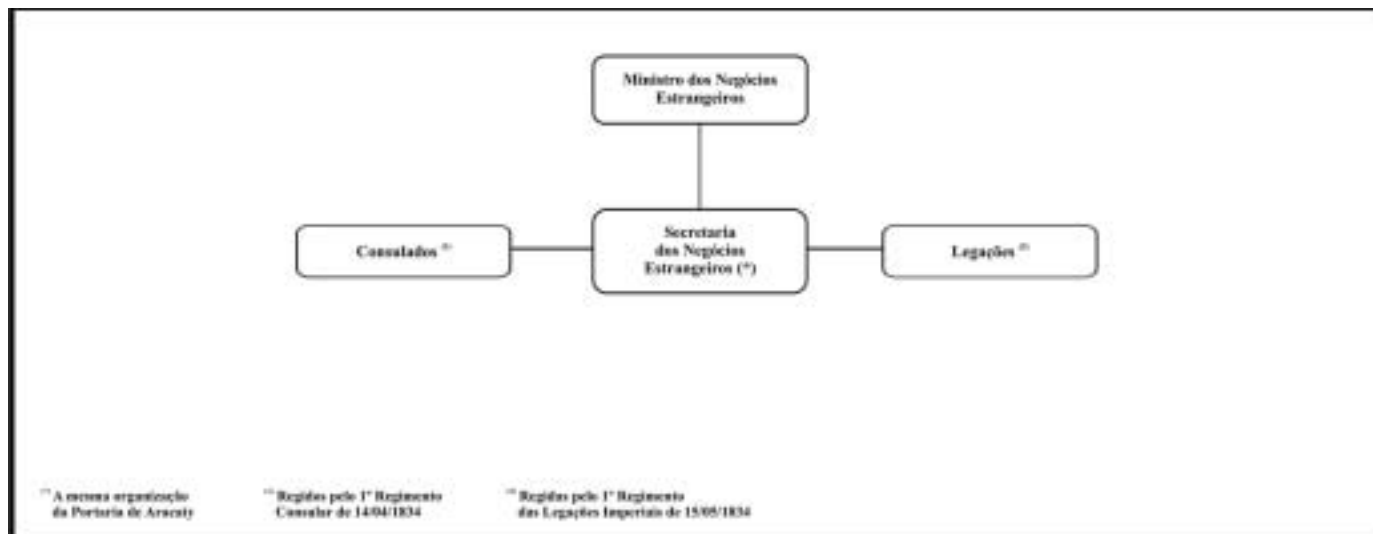 Ministro dos Negócios
Estrangeiros
Consulados
Secretaria
dos Negócios
Estrangeiros (*)
Legações
A mesma organização
da Portaria de Aracaty
Regidos pelo 1º Regimento
Consular de 14/04/1834
Regidas pelo 1º Regimento
das Legações Imperiais de 15/05/1834